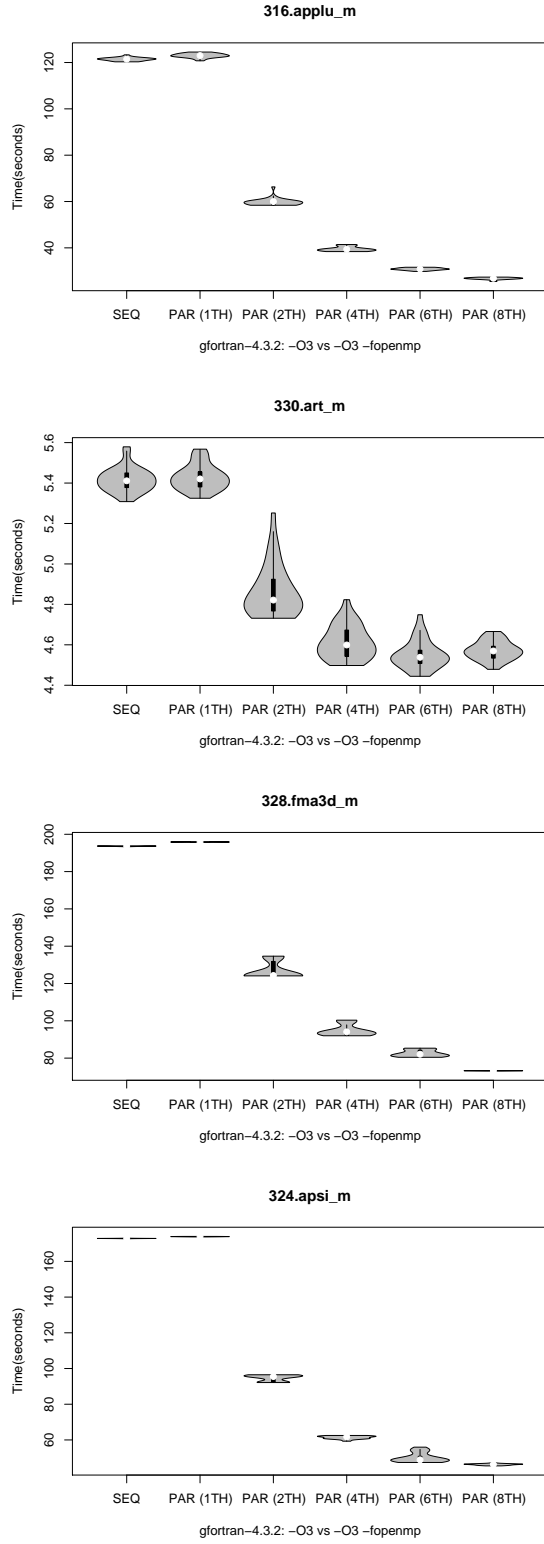 316.applu_m
Time(seconds)
120
100
80
60
40
SEQ PAR (1TH) PAR (2TH) PAR (4TH) PAR (6TH) PAR (8TH)
gfortran−4.3.2: −O3 vs −O3 −fopenmp
330.art_m
Time(seconds)
5.6
5.4
5.2
5.0
4.8
4.6
4.4
SEQ PAR (1TH) PAR (2TH) PAR (4TH) PAR (6TH) PAR (8TH)
gfortran−4.3.2: −O3 vs −O3 −fopenmp
328.fma3d_m
Time(seconds)
200
180
160
140
120
100
80
SEQ PAR (1TH) PAR (2TH) PAR (4TH) PAR (6TH) PAR (8TH)
gfortran−4.3.2: −O3 vs −O3 −fopenmp
324.apsi_m
Time(seconds)
160
140
120
100
80
60
SEQ PAR (1TH) PAR (2TH) PAR (4TH) PAR (6TH) PAR (8TH)
gfortran−4.3.2: −O3 vs −O3 −fopenmp